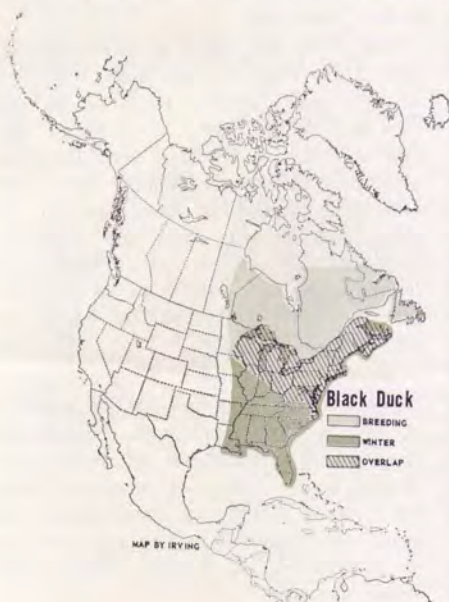 Black Duck
BREEDING
WINTER
OVERLAP
MAP BY IRVING